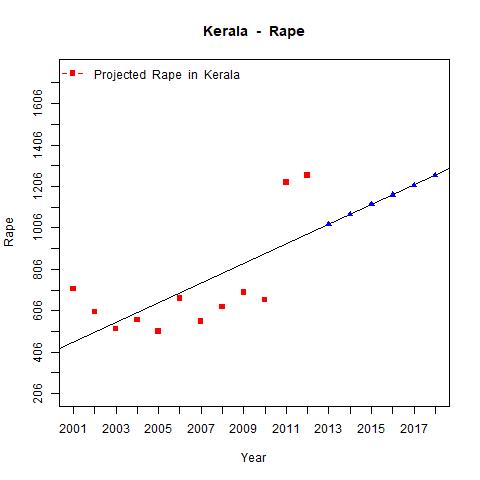 Kerala - Rape
Projected Rape in Kerala
Rape
206 406 606 806 1006 1206 1406 1606
2001 2003 2005 2007 2009 2011 2013 2015 2017
Year